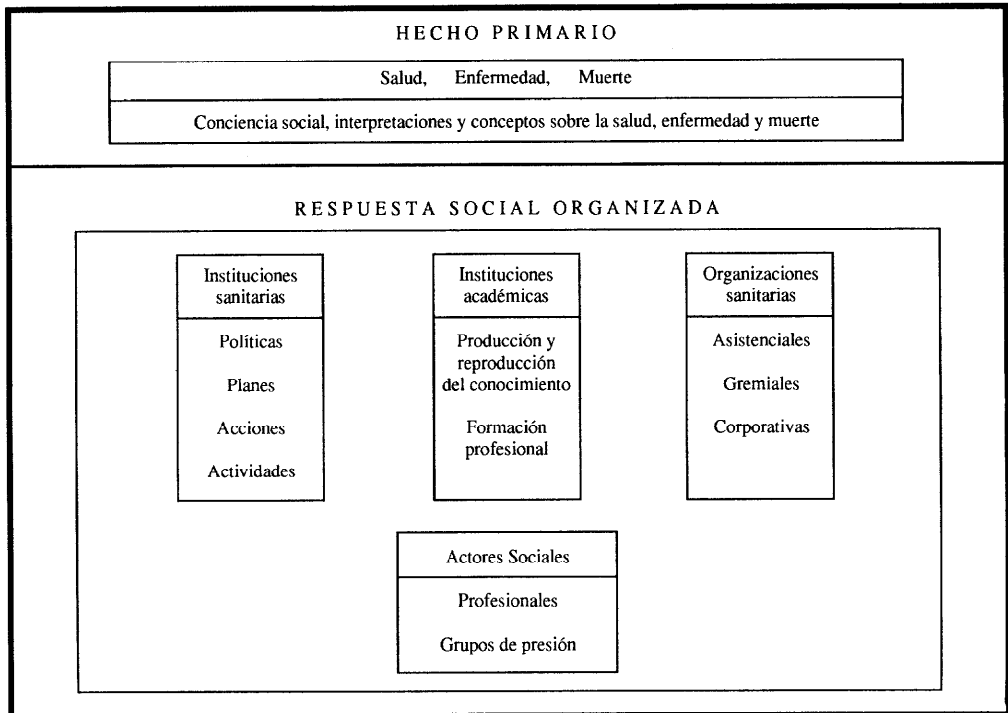 HECHO PRIMARIO
Salud, Enfermedad, Muerte
Conciencia social, interpretaciones y conceptos sobre la salud, enfermedad y muerte
RESPUESTA SOCIAL ORGANIZADA
Instituciones
sanitarias
Políticas
Planes
Acciones
Actividades
Instituciones
académicas
Producción y
reproducción
del conocimiento
Formación
profesional
Organizaciones
sanitarias
Asistenciales
Gremiales
Corporativas
Actores Sociales
Profesionales
Grupos de presión